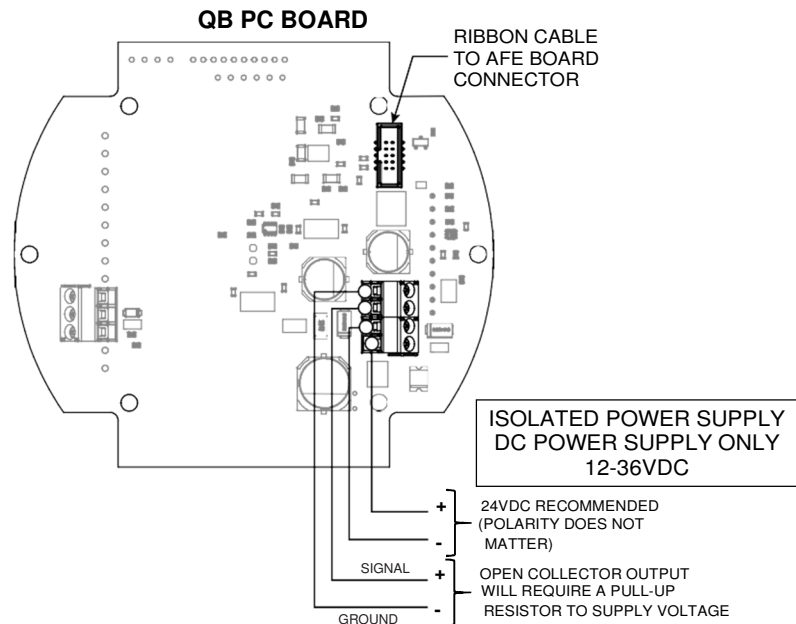 QB PC BOARD
RIBBON CABLE
TO AFE BOARD
CONNECTOR
ISOLATED POWER SUPPLY
DC POWER SUPPLY ONLY
12-36VDC
+ 24VDC RECOMMENDED
(POLARITY DOES NOT
- MATTER)
SIGNAL + OPEN COLLECTOR OUTPUT
WILL REQUIRE A PULL-UP
- RESISTOR TO SUPPLY VOLTAGE
GROUND